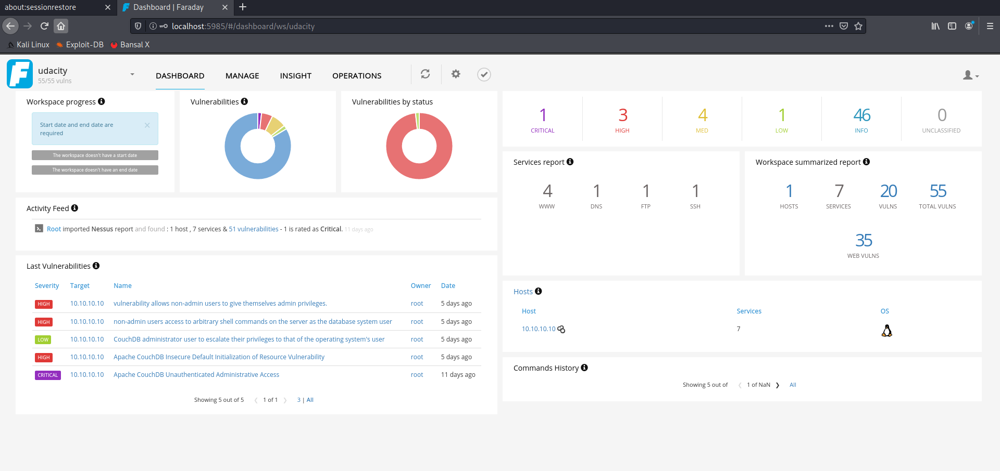 about:sessionrestore
Dashboard | Faraday
localhost:5985/#/dashboard/ws/udacity
Kali Linux
Exploit-DB
Bansal X
udacity
55/55 vulns
DASHBOARD
MANAGE
INSIGHT
OPERATIONS
Workspace progress
Start date and end date are
required
The workspace doesn't have a start date
The workspace doesn't have an end date
Vulnerabilities
Vulnerabilities by status
1
CRITICAL
3
HIGH
4
MED
1
LOW
46
INFO
0
UNCLASSIFIED
Services report
4
WWW
1
DNS
1
FTP
1
SSH
Workspace summarized report
1
HOSTS
7
SERVICES
20
VULNS
55
TOTAL VULNS
35
WEB VULNS
Activity Feed
Root imported Nessus report and found : 1 host , 7 services & 51 vulnerabilities - 1 is rated as Critical. 11 days ago
Last Vulnerabilities
Severity Target Name Owner Date
HIGH 10.10.10.10 vulnerability allows non-admin users to give themselves admin privileges. root 5 days ago
HIGH 10.10.10.10 non-admin users access to arbitrary shell commands on the server as the database system user root 5 days ago
LOW 10.10.10.10 CouchDB administrator user to escalate their privileges to that of the operating system's user root 5 days ago
HIGH 10.10.10.10 Apache CouchDB Insecure Default Initialization of Resource Vulnerability root 5 days ago
CRITICAL 10.10.10.10 Apache CouchDB Unauthenticated Administrative Access root 11 days ago
Showing 5 out of 5 1 of 1 3 | All
Hosts
Host Services OS
10.10.10.10 7
Commands History
Showing 5 out of 1 of NaN All